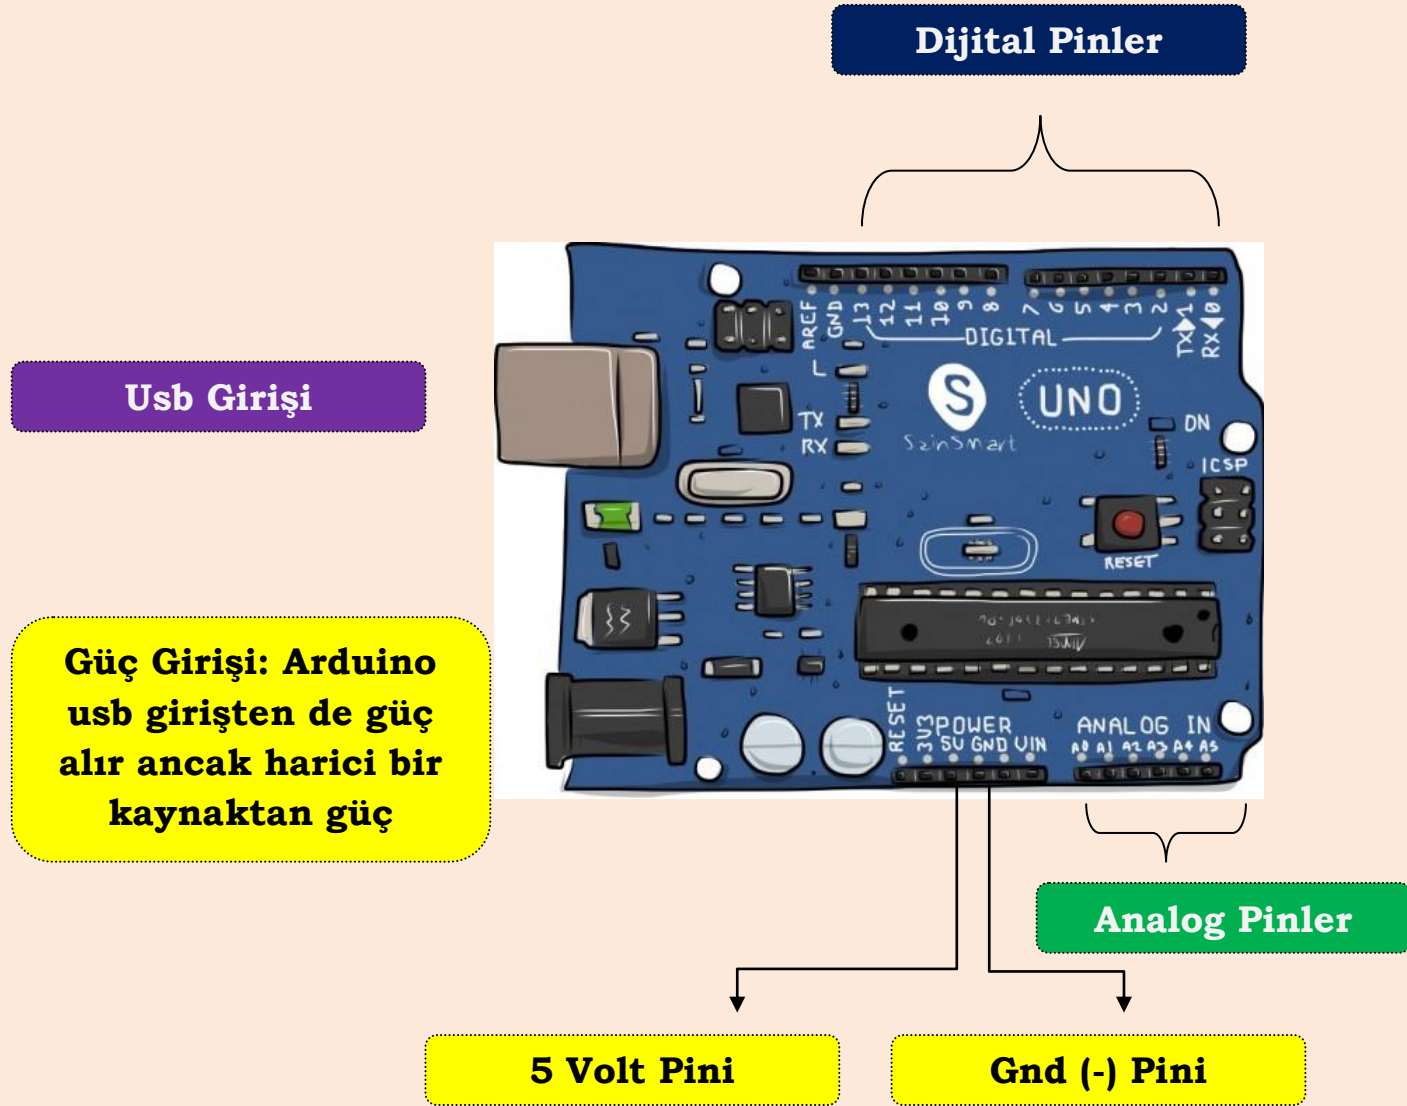 Dijital Pinler
AREF
GND
13
12
11
10
9
8
7
6
5
4
3
2
TX▶1
RX◀0
DIGITAL
L
TX
RX
S
SainSmart
UNO
ON
ICSP
RESET
Usb Girişi
Güç Girişi: Arduino
usb girişten de güç
alır ancak harici bir
kaynaktan güç
RESET
3V3
POWER
5V GND VIN
ANALOG IN
A0 A1 A2 A3 A4 A5
Analog Pinler
5 Volt Pini
Gnd (-) Pini